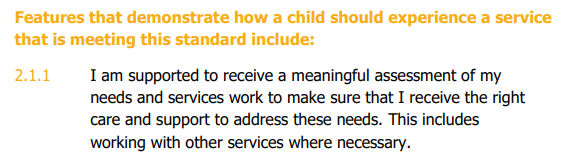 Features that demonstrate how a child should experience a service
that is meeting this standard include:
2.1.1 I am supported to receive a meaningful assessment of my
needs and services work to make sure that I receive the right
care and support to address these needs. This includes
working with other services where necessary.